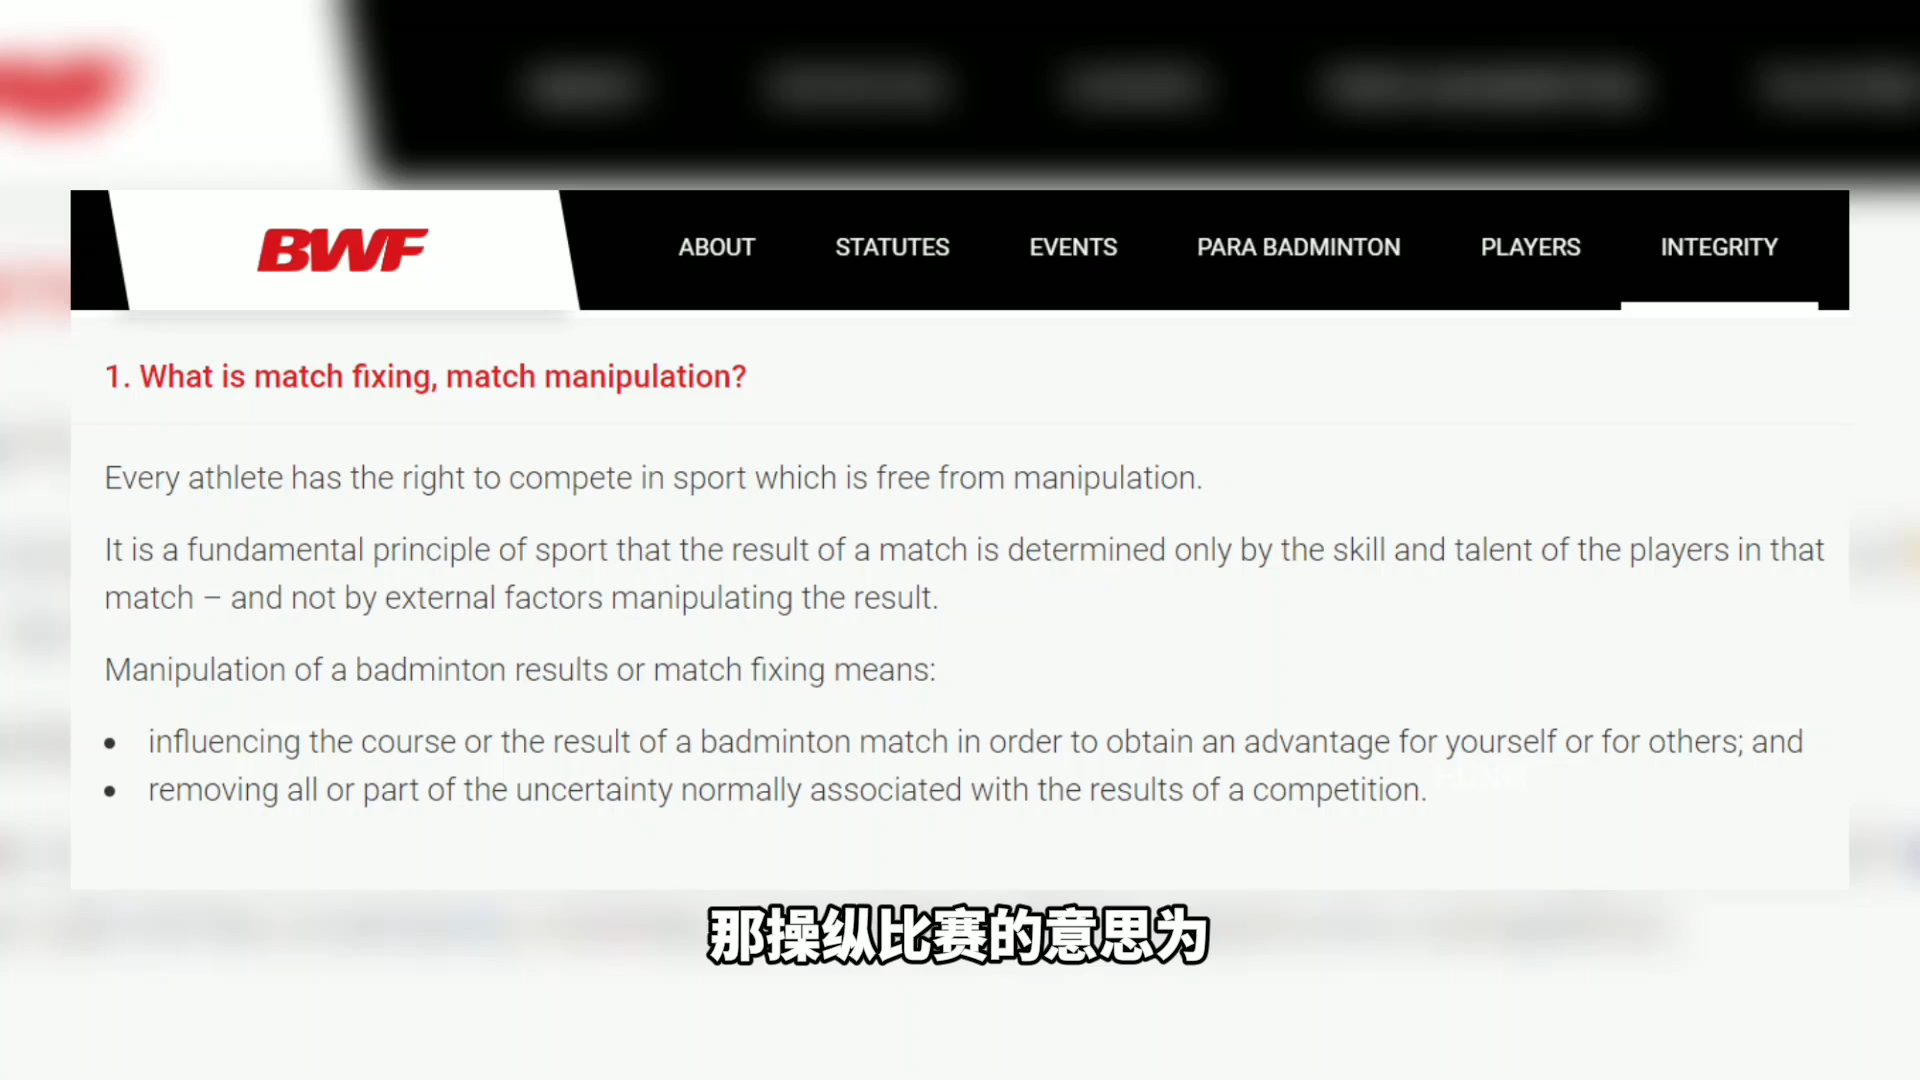 BWF
ABOUT STATUTES EVENTS PARA BADMINTON PLAYERS INTEGRITY
1. What is match fixing, match manipulation?
Every athlete has the right to compete in sport which is free from manipulation.
It is a fundamental principle of sport that the result of a match is determined only by the skill and talent of the players in that
match – and not by external factors manipulating the result.
Manipulation of a badminton results or match fixing means:
• influencing the course or the result of a badminton match in order to obtain an advantage for yourself or for others; and
• removing all or part of the uncertainty normally associated with the results of a competition.
那操纵比赛的意思为